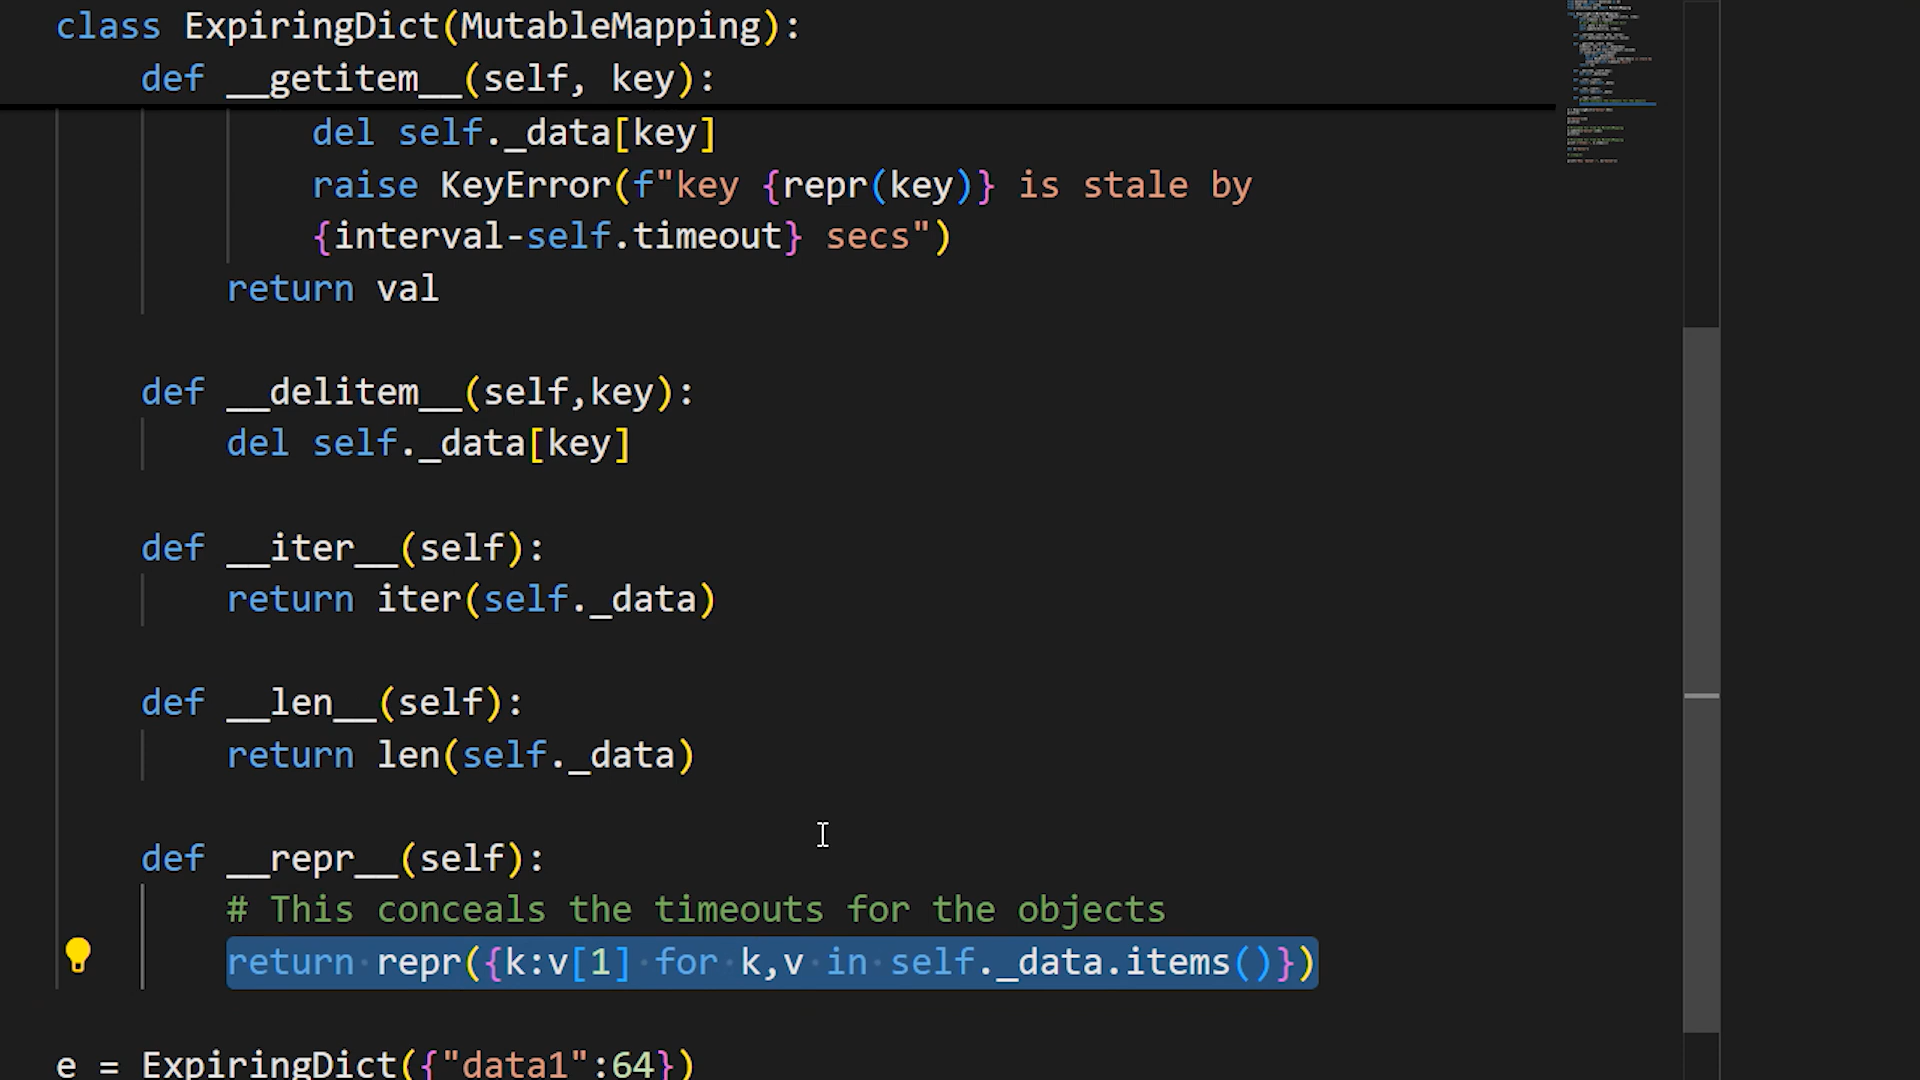 class ExpiringDict(MutableMapping):
    def __getitem__(self, key):
            del self._data[key]
            raise KeyError(f"key {repr(key)} is stale by
            {interval-self.timeout} secs")
        return val
    def __delitem__(self,key):
        del self._data[key]
    def __iter__(self):
        return iter(self._data)
    def __len__(self):
        return len(self._data)
    def __repr__(self):
        # This conceals the timeouts for the objects
        return repr({k:v[1] for k,v in self._data.items()})
e = ExpiringDict({"data1":64})